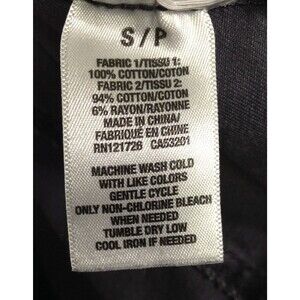 S/P
FABRIC 1/TISSU 1:
100% COTTON/COTON
FABRIC 2/TISSU 2:
94% COTTON/COTON
6% RAYON/RAYONNE
MADE IN CHINA/
FABRIQUÉ EN CHINE
RN121726 CA53201
MACHINE WASH COLD
WITH LIKE COLORS
GENTLE CYCLE
ONLY NON-CHLORINE BLEACH
WHEN NEEDED
TUMBLE DRY LOW
COOL IRON IF NEEDED